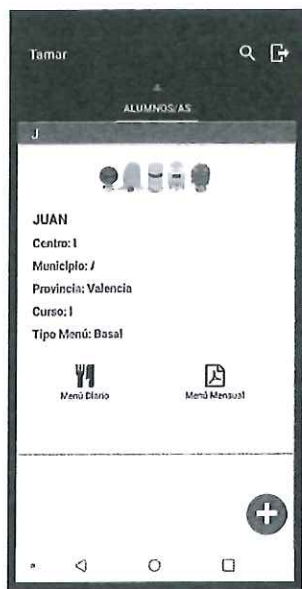 Tamar
ALUMNOS/AS
J
JUAN
Centro: I
Municipio: A
Provincia: Valencia
Curso: I
Tipo Menú: Basal
Menú Diario
Menú Mensual